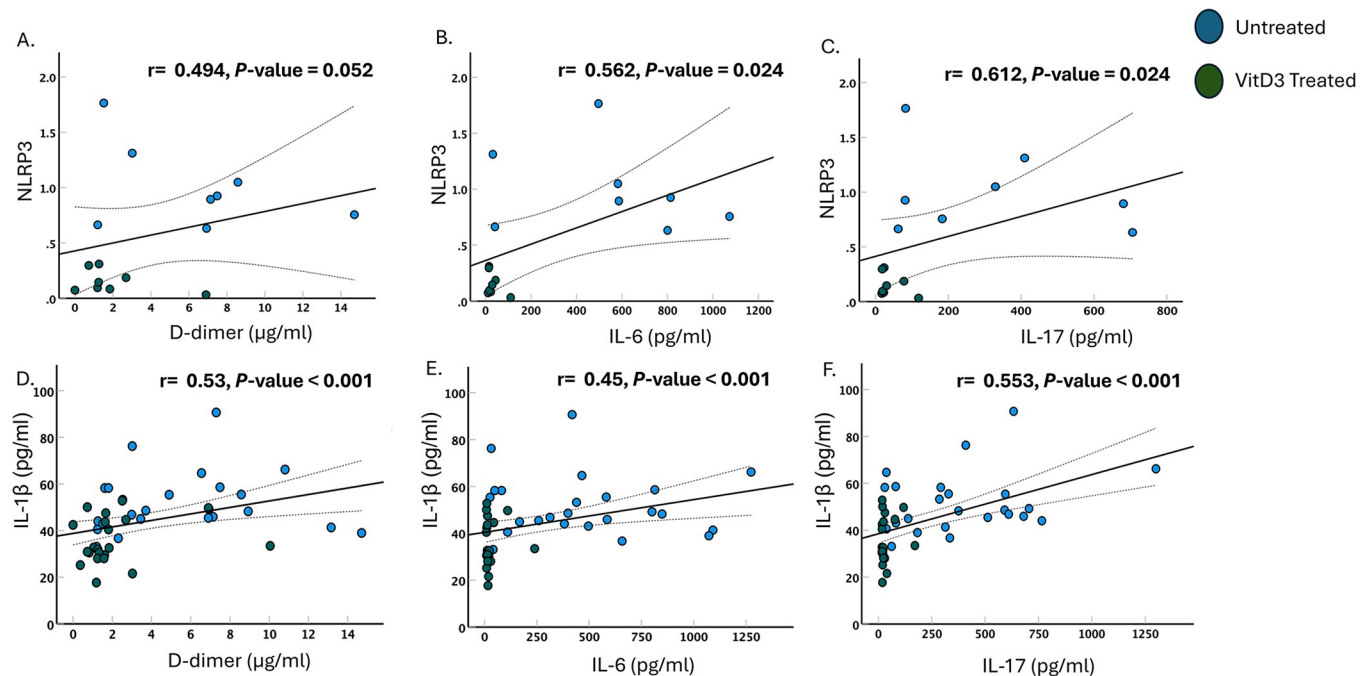 Untreated
VitD3 Treated
A.
r= 0.494, P-value = 0.052
NLRP3
2.0
1.5
1.0
.5
.0
0 2 4 6 8 10 12 14
D-dimer (µg/ml)
B.
r= 0.562, P-value = 0.024
NLRP3
2.0
1.5
1.0
.5
.0
0 200 400 600 800 1000 1200
IL-6 (pg/ml)
C.
r= 0.612, P-value = 0.024
NLRP3
2.0
1.5
1.0
.5
.0
0 200 400 600 800
IL-17 (pg/ml)
D.
r= 0.53, P-value < 0.001
IL-1β (pg/ml)
100
80
60
40
20
0
0 2 4 6 8 10 12 14
D-dimer (µg/ml)
E.
r= 0.45, P-value < 0.001
IL-1β (pg/ml)
100
80
60
40
20
0
0 250 500 750 1000 1250
IL-6 (pg/ml)
F.
r= 0.553, P-value < 0.001
IL-1β (pg/ml)
100
80
60
40
20
0
0 250 500 750 1000 1250
IL-17 (pg/ml)